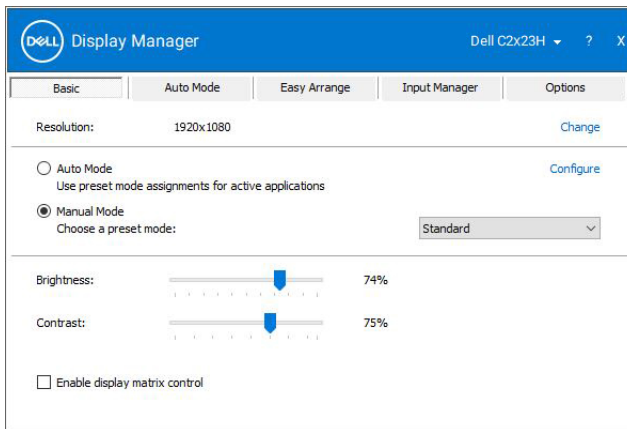 DELL Display Manager Dell C2x23H ? X
Basic Auto Mode Easy Arrange Input Manager Options
Resolution: 1920x1080 Change
Auto Mode Configure
Use preset mode assignments for active applications
Manual Mode
Choose a preset mode: Standard
Brightness: 74%
Contrast: 75%
Enable display matrix control